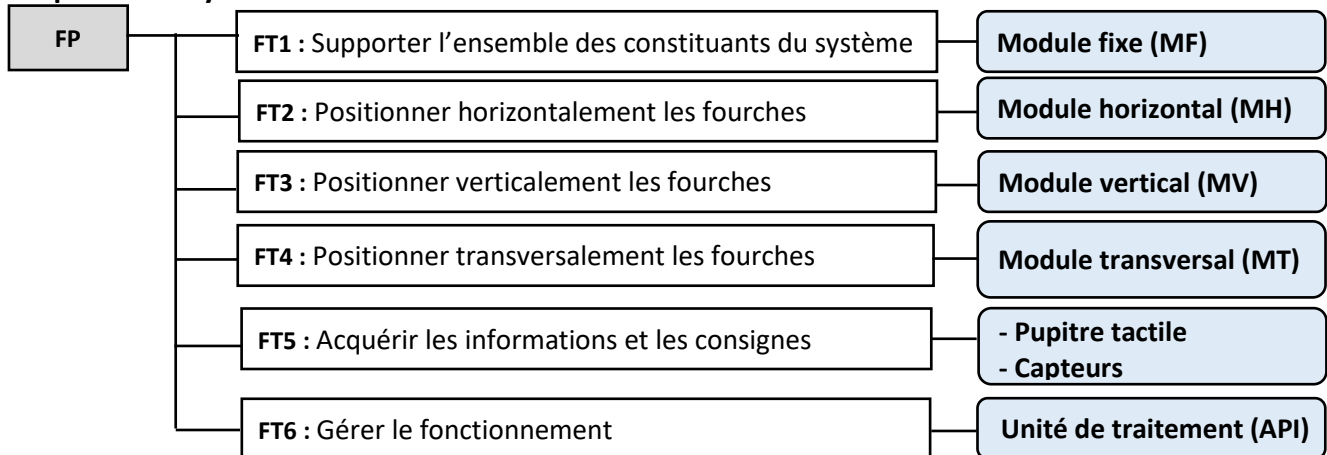 FP
FT1 : Supporter l'ensemble des constituants du système
Module fixe (MF)
FT2 : Positionner horizontalement les fourches
Module horizontal (MH)
FT3 : Positionner verticalement les fourches
Module vertical (MV)
FT4 : Positionner transversalement les fourches
Module transversal (MT)
FT5 : Acquérir les informations et les consignes
- Pupitre tactile
- Capteurs
FT6 : Gérer le fonctionnement
Unité de traitement (API)